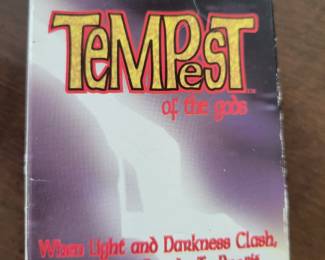 TeMPesT
of the gods
When Light and Darkness Clash,